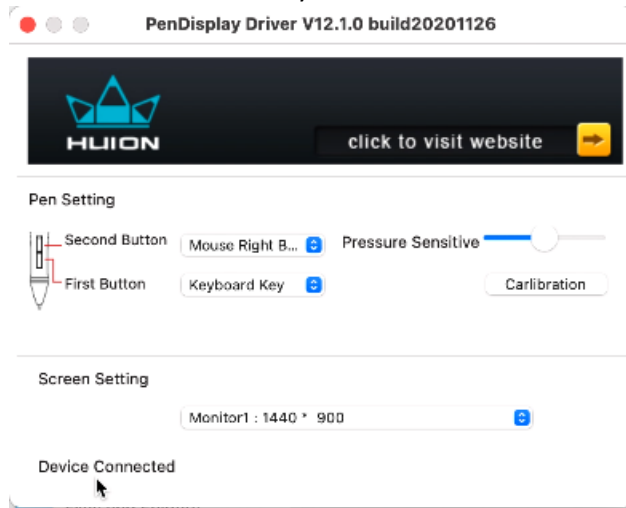 PenDisplay Driver V12.1.0 build20201126
HUION
click to visit website
Pen Setting
Second Button Mouse Right B... Pressure Sensitive
First Button Keyboard Key Carlibration
Screen Setting
Monitor1 : 1440 * 900
Device Connected